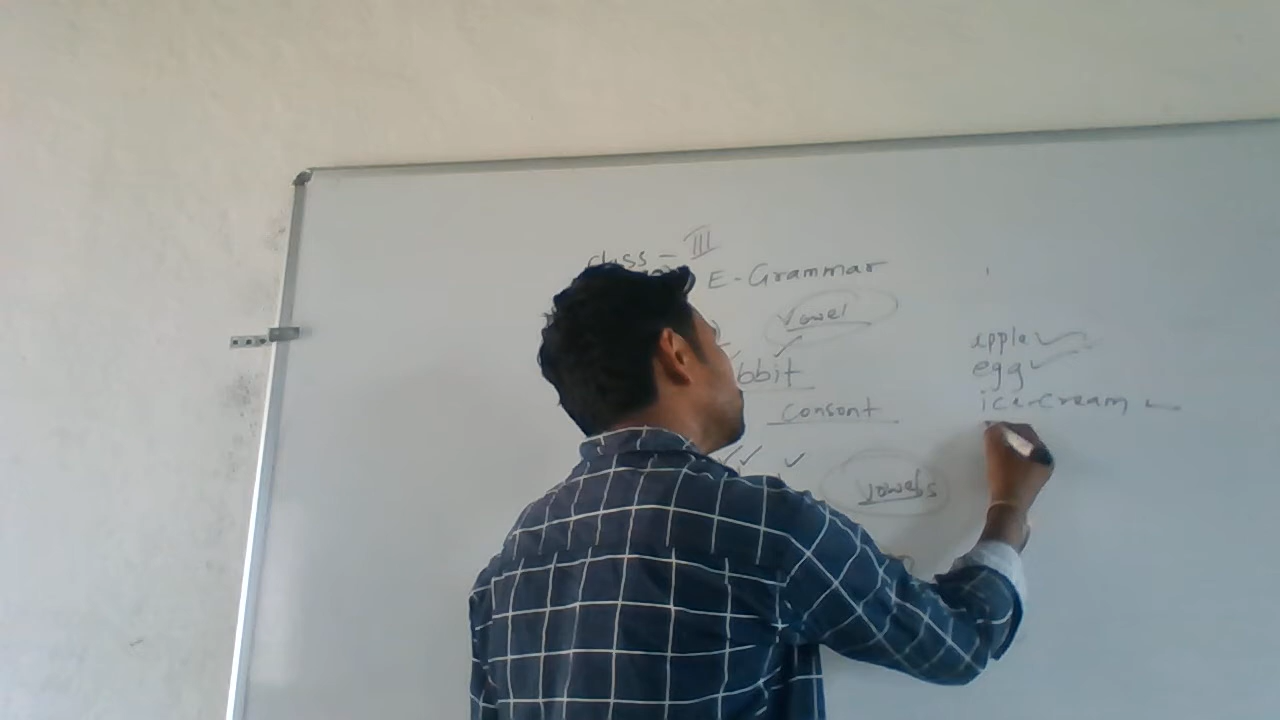 class - III
E-Grammar
Vowel
bbit
consont
vowels
apple
egg
ice-cream